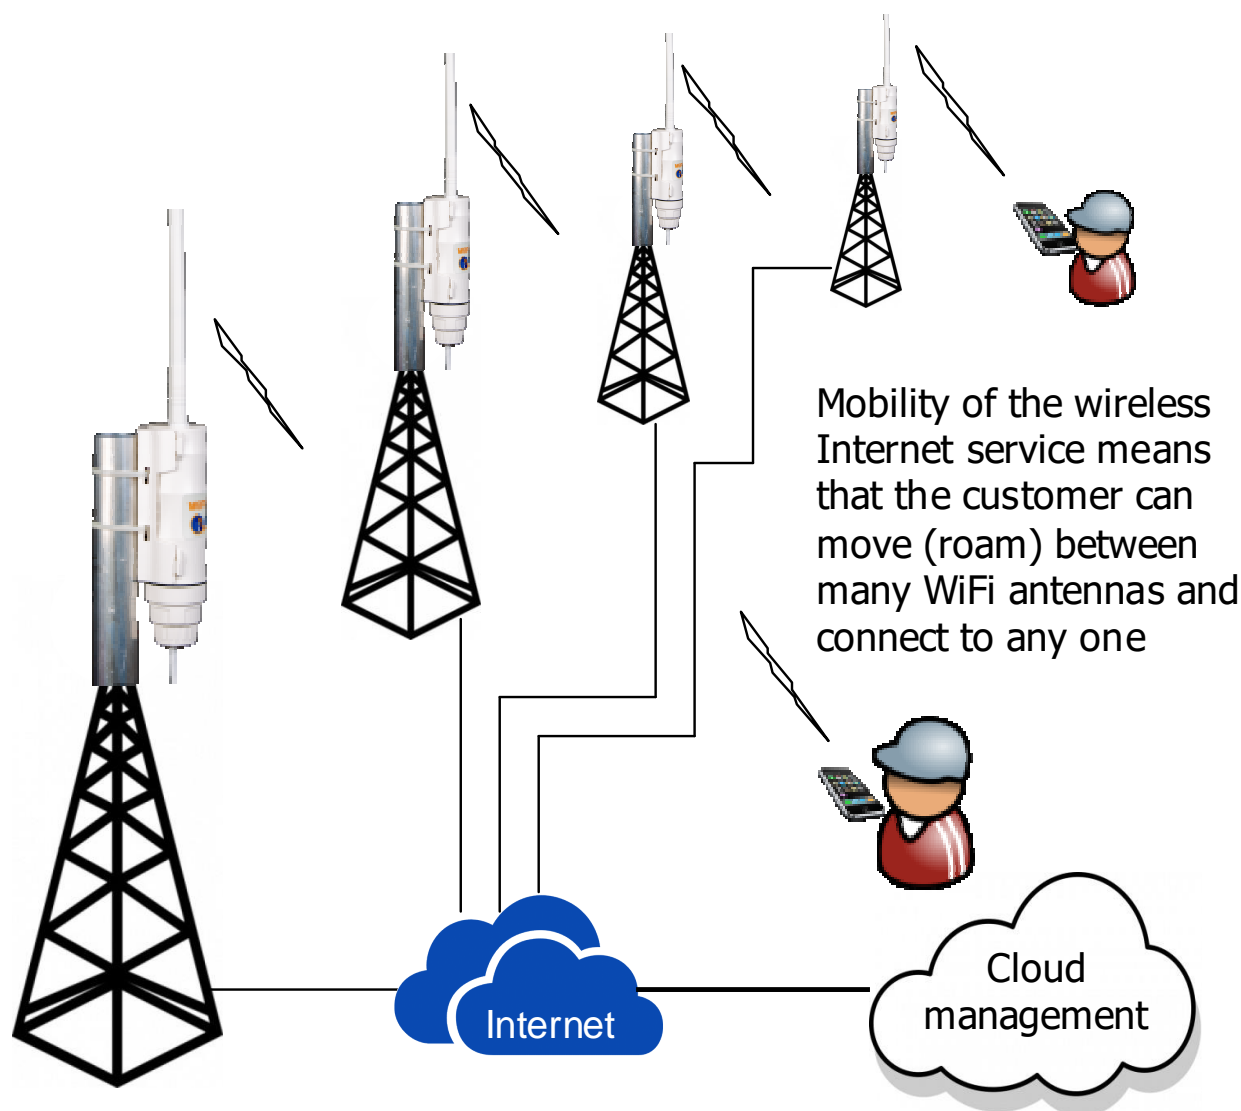 Mobility of the wireless
Internet service means
that the customer can
move (roam) between
many WiFi antennas and
connect to any one
Internet
Cloud
management